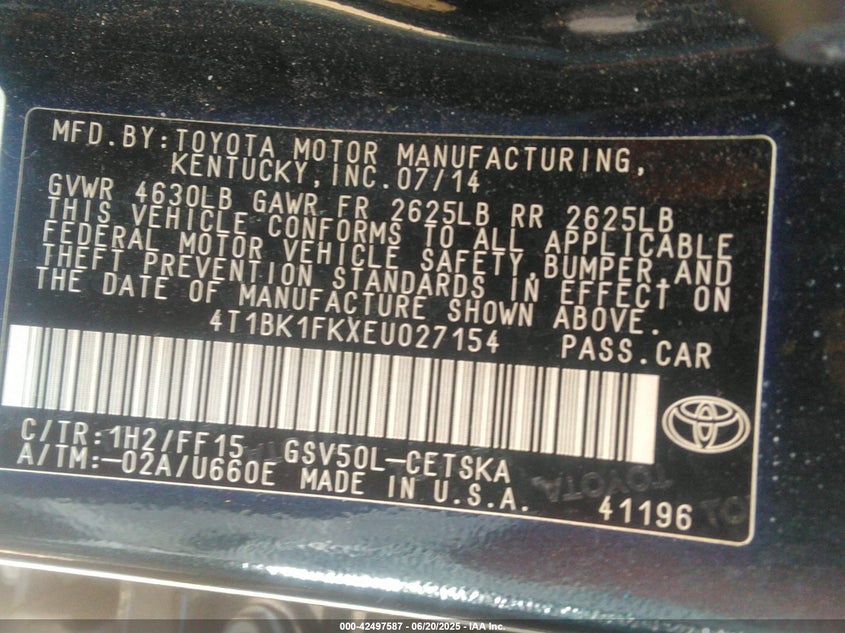 MFD.BY:TOYOTA MOTOR MANUFACTURING,
KENTUCKY,INC.07/14
GVWR 4630LB GAWR FR 2625LB RR 2625LB
THIS VEHICLE CONFORMS TO ALL APPLICABLE
FEDERAL MOTOR VEHICLE SAFETY,BUMPER,AND
THEFT PREVENTION STANDARDS IN EFFECT ON
THE DATE OF MANUFACTURE SHOWN ABOVE.
4T1BK1FKXEU027154 PASS.CAR
C/TR:1H2/FF15 GSV50L-CETSKA
A/TM:-02A/U660E MADE IN U.S.A.
TOYOTA
41196
000-42497587 - 06/20/2025 - IAA Inc.